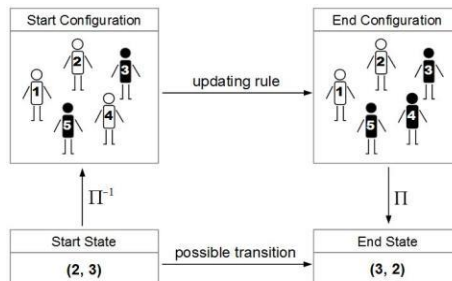 Start Configuration
End Configuration
2
3
1
5
4
updating rule
2
3
1
5
4
Π⁻¹
Π
Start State
(2, 3)
possible transition
End State
(3, 2)